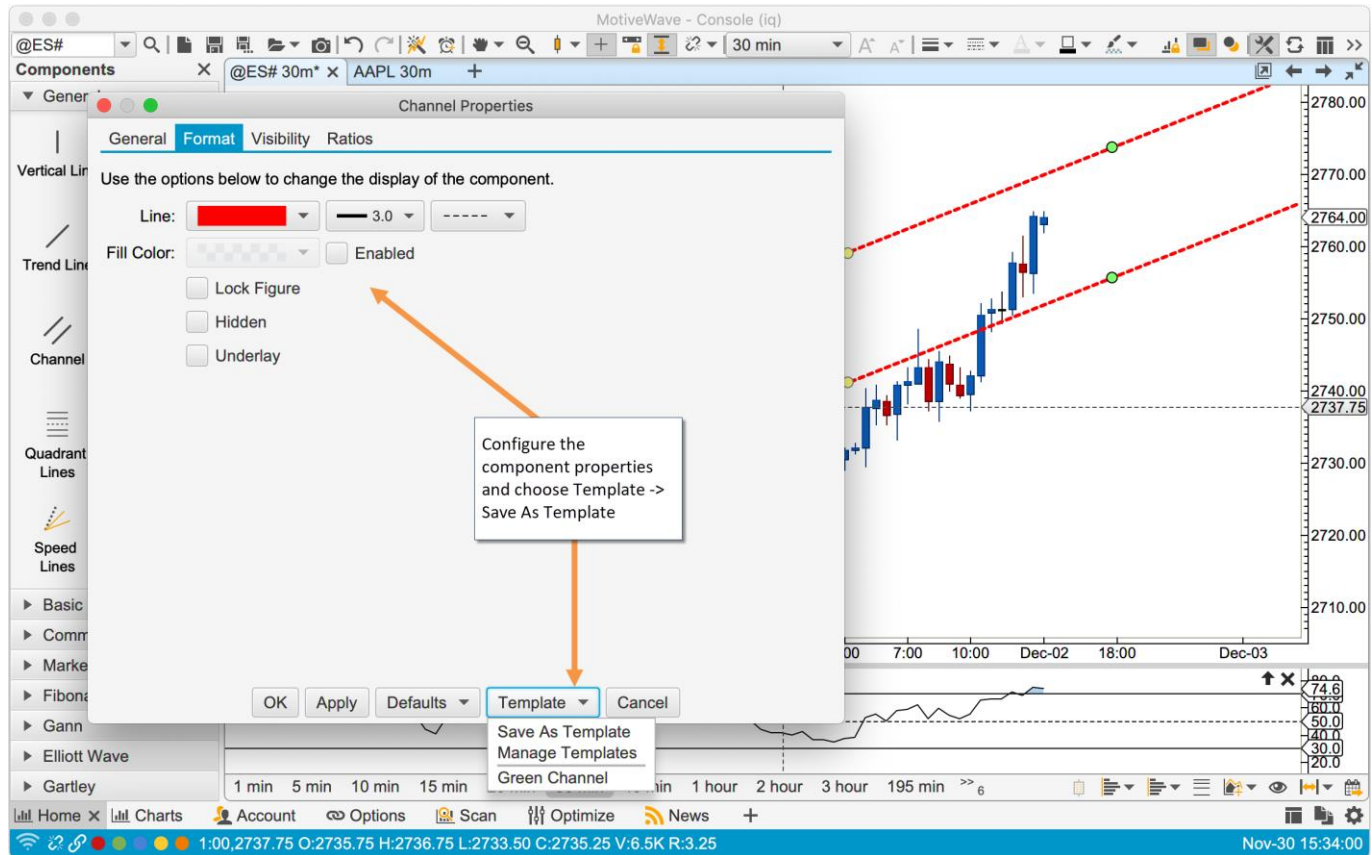 MotiveWave - Console (iq)
@ES# 30 min
Components @ES# 30m* AAPL 30m +
Channel Properties
General Format Visibility Ratios
Use the options below to change the display of the component.
Line: 3.0
Fill Color: Enabled
Lock Figure
Hidden
Underlay
Configure the
component properties
and choose Template ->
Save As Template
OK Apply Defaults Template Cancel
Save As Template
Manage Templates
Green Channel
Vertical Lin
Trend Line
Channel
Quadrant
Lines
Speed
Lines
Basic
Comm
Marke
Fibona
Gann
Elliott Wave
Gartley
2780.00
2770.00
2764.00
2760.00
2750.00
2740.00
2737.75
2730.00
2720.00
2710.00
7:00 10:00 Dec-02 18:00 Dec-03
74.6
60.0
50.0
30.0
20.0
1 min 5 min 10 min 15 min 1 hour 2 hour 3 hour 195 min >> 6
Home Charts Account Options Scan Optimize News +
1:00,2737.75 O:2735.75 H:2736.75 L:2733.50 C:2735.25 V:6.5K R:3.25 Nov-30 15:34:00